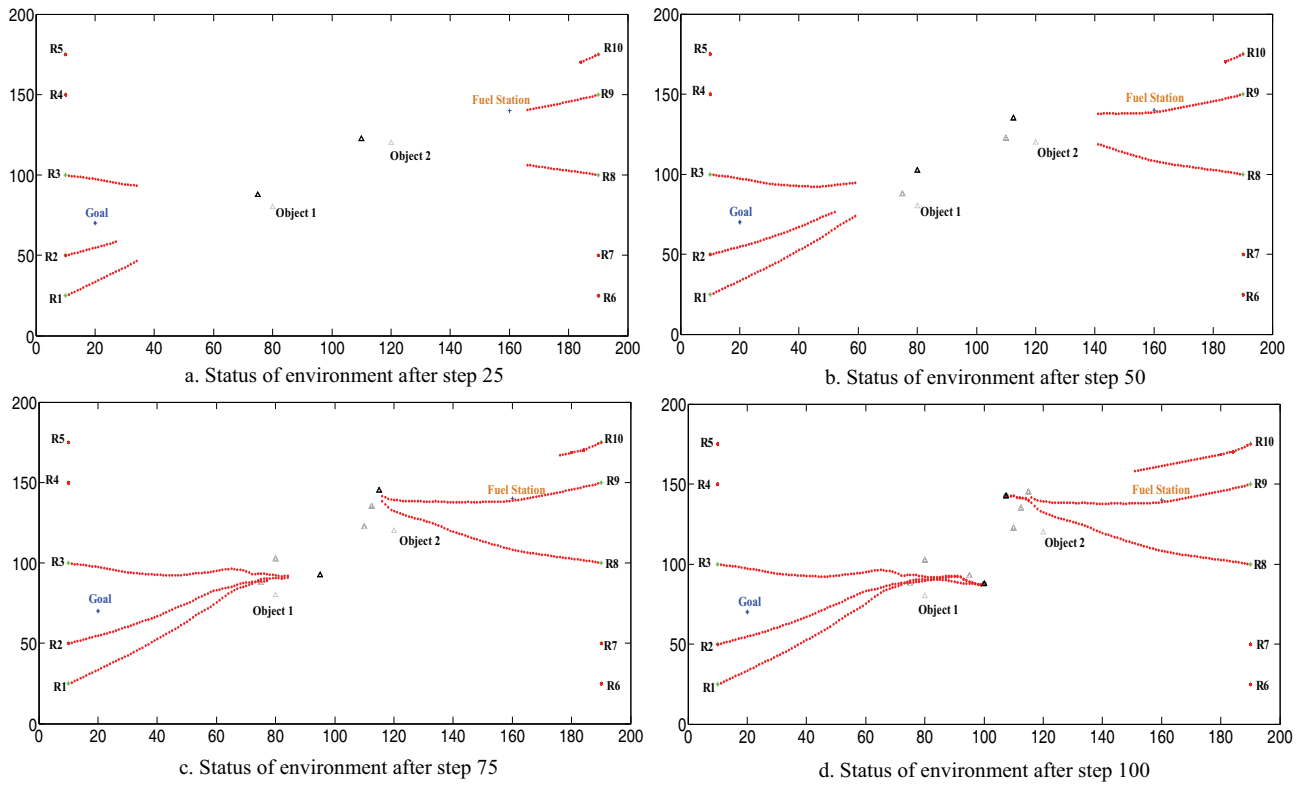 200
150
100
50
0
0 20 40 60 80 100 120 140 160 180 200
R5
R4
R3
Goal
R2
R1
Object 1
Object 2
Fuel Station
R10
R9
R8
R7
R6
a. Status of environment after step 25
200
150
100
50
0
0 20 40 60 80 100 120 140 160 180 200
R5
R4
R3
Goal
R2
R1
Object 1
Object 2
Fuel Station
R10
R9
R8
R7
R6
b. Status of environment after step 50
200
150
100
50
0
0 20 40 60 80 100 120 140 160 180 200
R5
R4
R3
Goal
R2
R1
Object 1
Object 2
Fuel Station
R10
R9
R8
R7
R6
c. Status of environment after step 75
200
150
100
50
0
0 20 40 60 80 100 120 140 160 180 200
R5
R4
R3
Goal
R2
R1
Object 1
Object 2
Fuel Station
R10
R9
R8
R7
R6
d. Status of environment after step 100